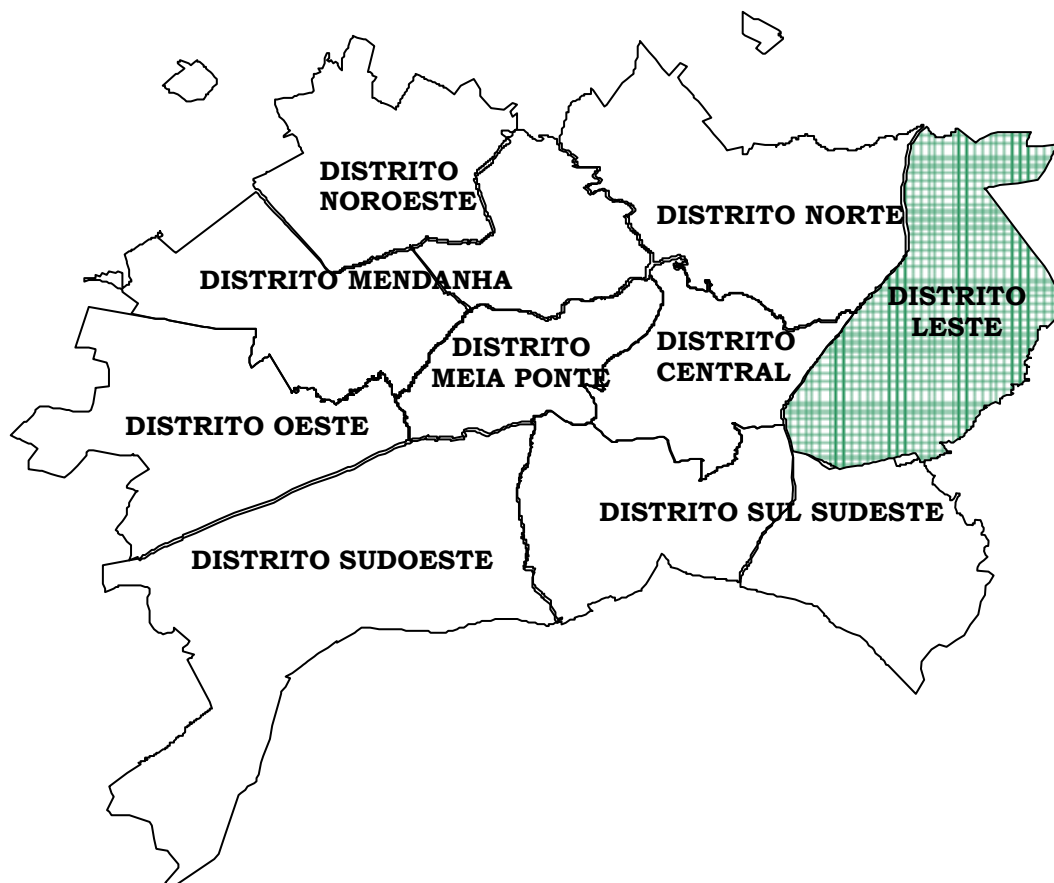 DISTRITO
NOROESTE
DISTRITO NORTE
DISTRITO MENDANHA
DISTRITO
LESTE
DISTRITO
MEIA PONTE
DISTRITO
CENTRAL
DISTRITO OESTE
DISTRITO SUL SUDESTE
DISTRITO SUDOESTE